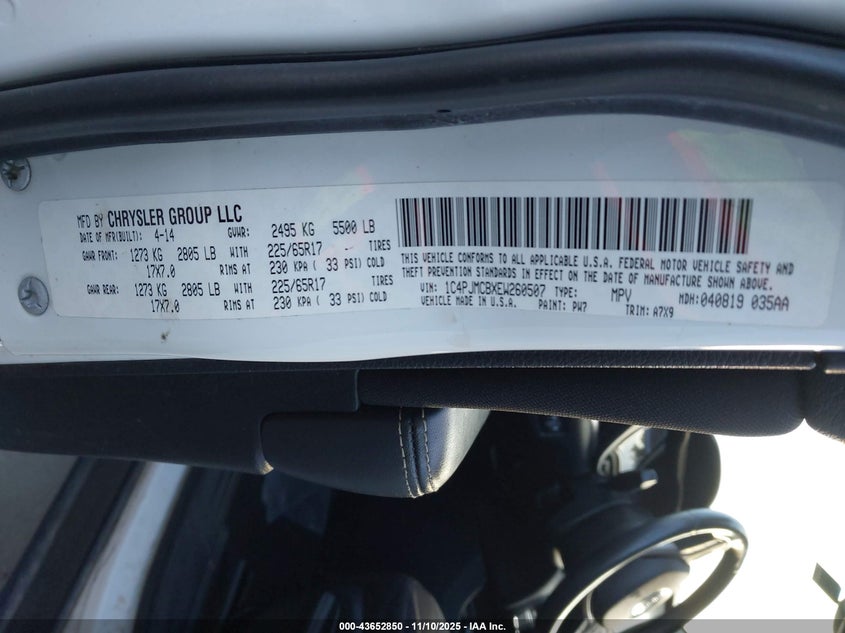 MFD BY CHRYSLER GROUP LLC
DATE OF MFR(BUILT): 4-14 GVWR: 2495 KG 5500 LB
GAWR FRONT: 1273 KG 2805 LB WITH 225/65R17 TIRES
17X7.0 RIMS AT 230 KPA ( 33 PSI) COLD
GAWR REAR: 1273 KG 2805 LB WITH 225/65R17 TIRES
17X7.0 RIMS AT 230 KPA ( 33 PSI) COLD
THIS VEHICLE CONFORMS TO ALL APPLICABLE U.S.A. FEDERAL MOTOR VEHICLE SAFETY AND
THEFT PREVENTION STANDARDS IN EFFECT ON THE DATE OF MANUFACTURE SHOWN ABOVE.
VIN: 1C4PJMCBXEW260507 TYPE: MPV MDH: 040819 035AA
VEHICLE MADE IN U.S.A. PAINT: PW7 TRIM: A7X9
000-43652850 - 11/10/2025 - IAA Inc.